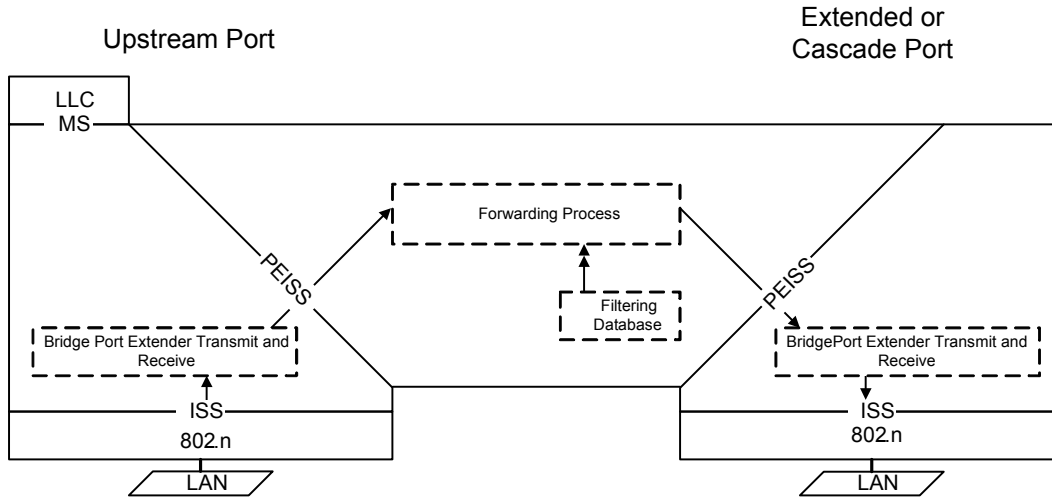 Upstream Port
Extended or
Cascade Port
LLC
MS
Forwarding Process
PEISS
PEISS
Filtering
Database
Bridge Port Extender Transmit and
Receive
BridgePort Extender Transmit and
Receive
ISS
802.n
ISS
802.n
LAN
LAN